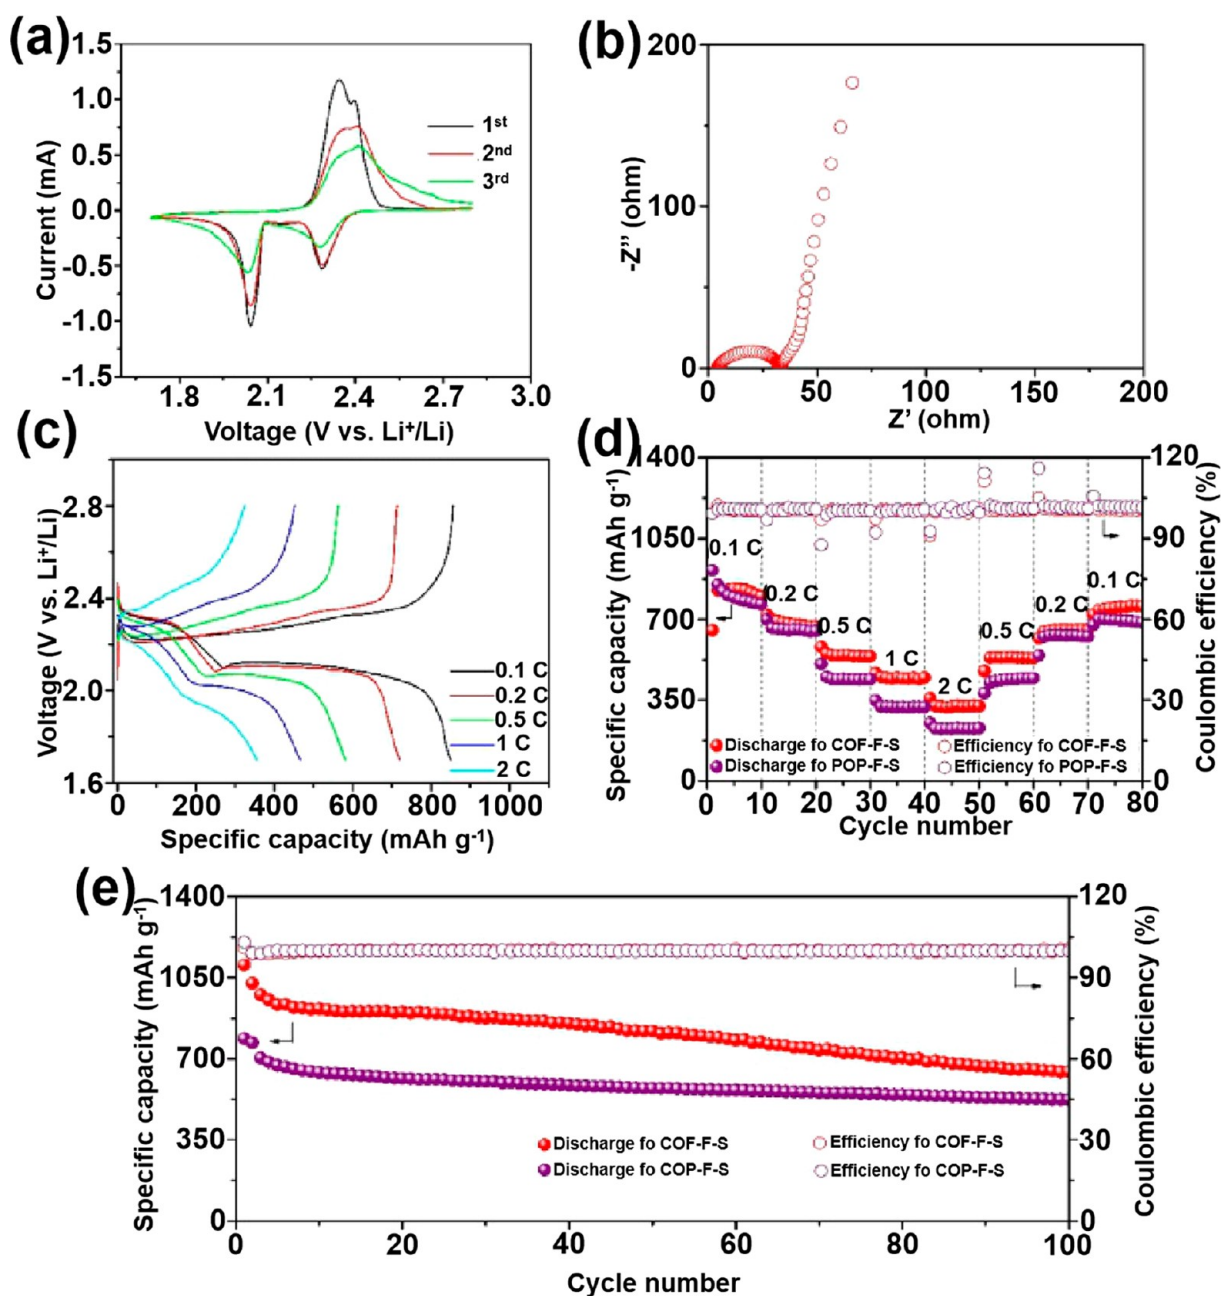 (a)
1.5
1.0
0.5
0.0
-0.5
-1.0
-1.5
Current (mA)
1st
2nd
3rd
1.8 2.1 2.4 2.7 3.0
Voltage (V vs. Li+/Li)
(b)
200
100
0
-Z’’ (ohm)
0 50 100 150 200
Z’ (ohm)
(c)
2.8
2.4
2.0
1.6
Voltage (V vs. Li+/Li)
0.1 C
0.2 C
0.5 C
1 C
2 C
0 200 400 600 800 1000
Specific capacity (mAh g-1)
(d)
1400
1050
700
350
0
Specific capacity (mAh g-1)
0.1 C
0.2 C
0.5 C
1 C
2 C
0.5 C
0.2 C
0.1 C
Discharge fo COF-F-S
Discharge fo POP-F-S
Efficiency fo COF-F-S
Efficiency fo POP-F-S
120
90
60
30
0
Coulombic efficiency (%)
0 10 20 30 40 50 60 70 80
Cycle number
(e)
1400
1050
700
350
0
Specific capacity (mAh g-1)
Discharge fo COF-F-S
Discharge fo COP-F-S
Efficiency fo COF-F-S
Efficiency fo COP-F-S
120
90
60
30
0
Coulombic efficiency (%)
0 20 40 60 80 100
Cycle number